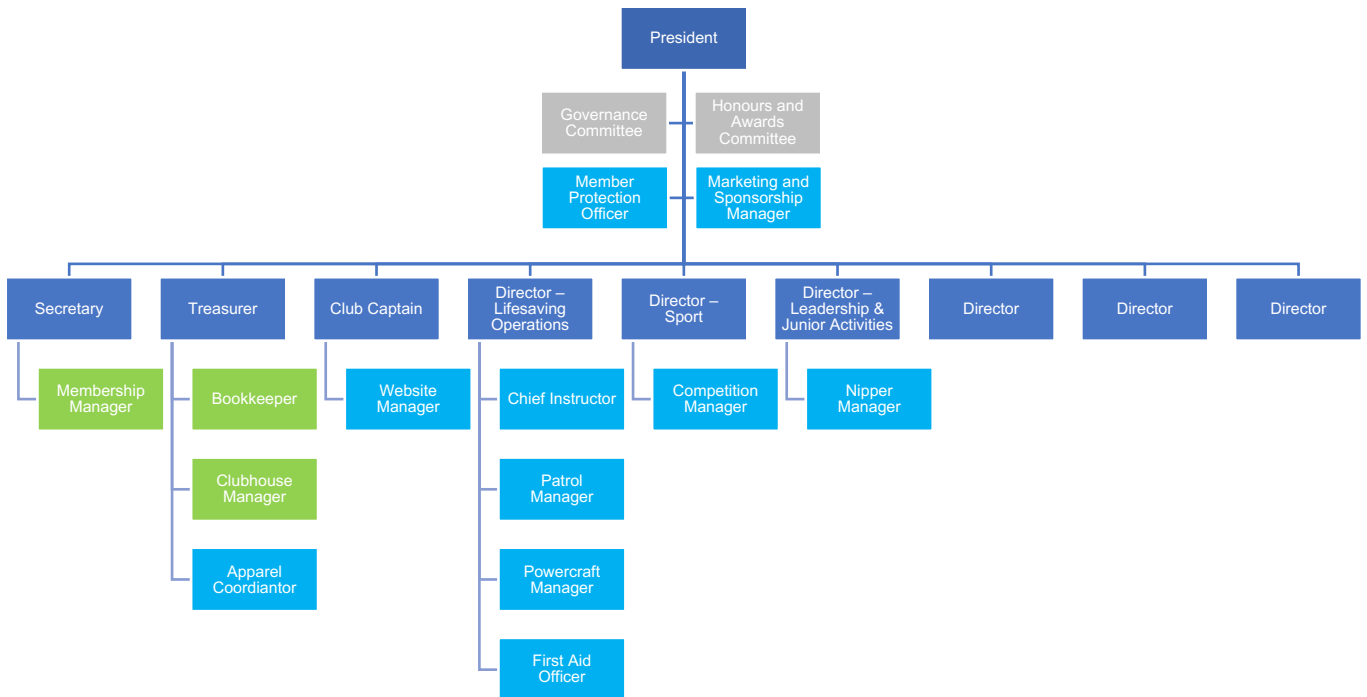 President
Governance
Committee
Honours and
Awards
Committee
Member
Protection
Officer
Marketing and
Sponsorship
Manager
Secretary
Treasurer
Club Captain
Director –
Lifesaving
Operations
Director –
Sport
Director –
Leadership &
Junior Activities
Director
Director
Director
Membership
Manager
Bookkeeper
Website
Manager
Chief Instructor
Competition
Manager
Nipper
Manager
Clubhouse
Manager
Patrol
Manager
Apparel
Coordiantor
Powercraft
Manager
First Aid
Officer